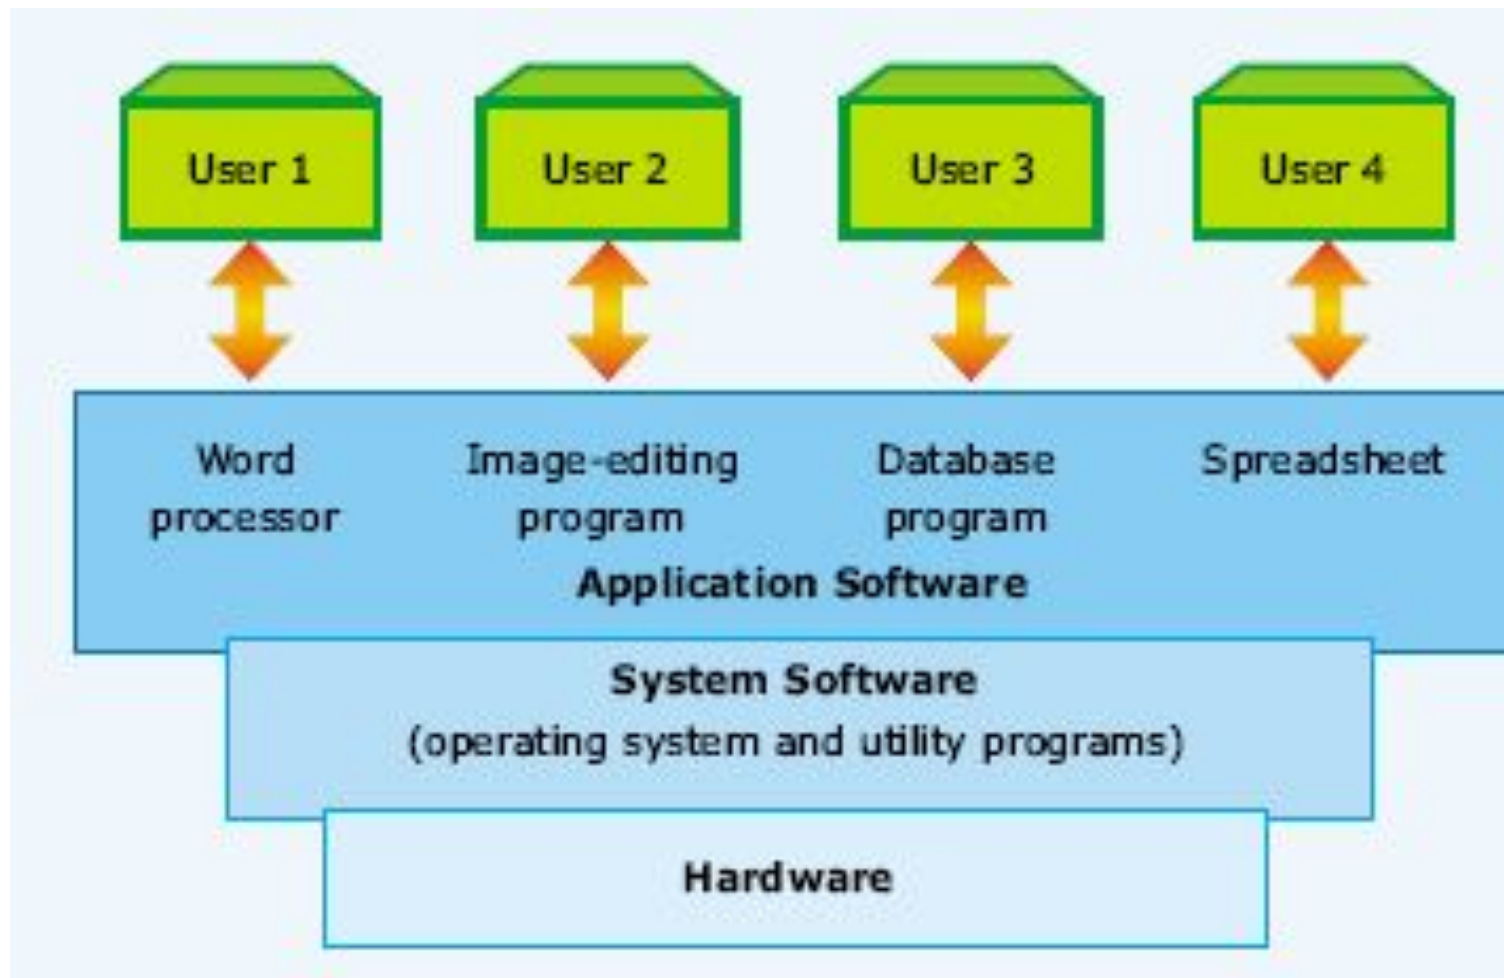 User 1
User 2
User 3
User 4
Word
processor
Image-editing
program
Database
program
Spreadsheet
Application Software
System Software
(operating system and utility programs)
Hardware